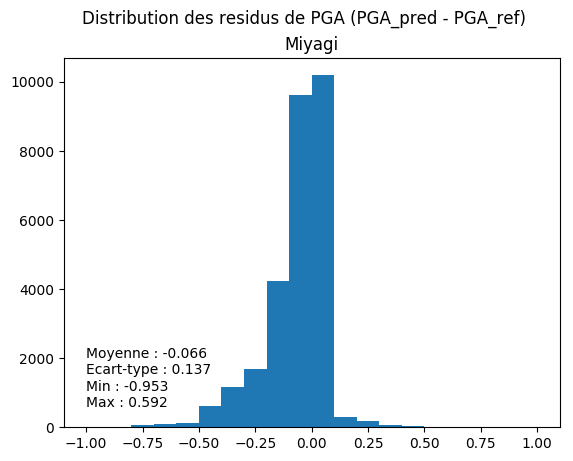 Distribution des residus de PGA (PGA_pred - PGA_ref)
Miyagi
10000
8000
6000
4000
2000
0
Moyenne : -0.066
Ecart-type : 0.137
Min : -0.953
Max : 0.592
-1.00 -0.75 -0.50 -0.25 0.00 0.25 0.50 0.75 1.00